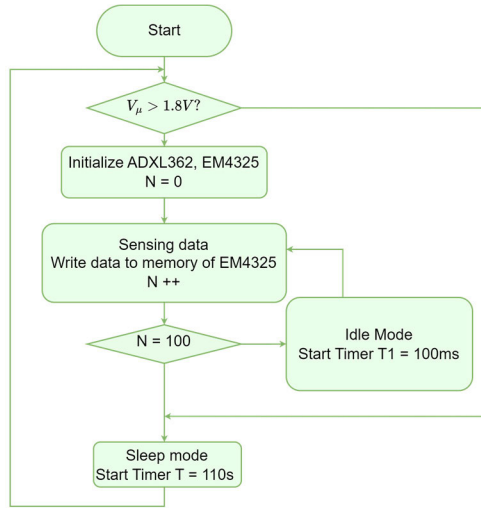 Start
V_μ > 1.8V?
Initialize ADXL362, EM4325
N = 0
Sensing data
Write data to memory of EM4325
N ++
N = 100
Idle Mode
Start Timer T1 = 100ms
Sleep mode
Start Timer T = 110s